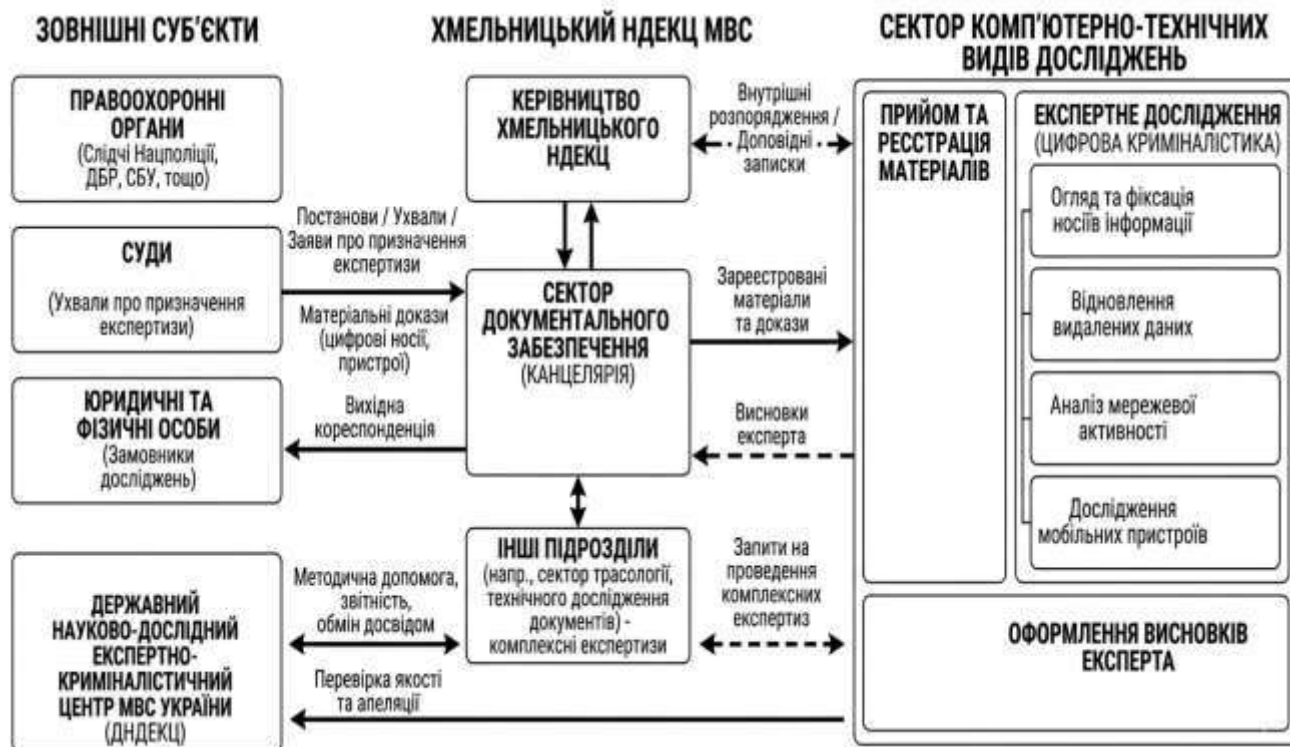 ЗОВНІШНІ СУБ'ЄКТИ
ПРАВООХОРОННІ
ОРГАНИ
(Слідчі Нацполіції,
ДБР, СБУ, тощо)
СУДИ
(Ухвали про призначення
експертизи)
ЮРИДИЧНІ ТА
ФІЗИЧНІ ОСОБИ
(Замовники
досліджень)
ДЕРЖАВНИЙ
НАУКОВО-ДОСЛІДНИЙ
ЕКСПЕРТНО-
КРИМІНАЛІСТИЧНИЙ
ЦЕНТР МВС УКРАЇНИ
(ДНДЕКЦ)
Постанови / Ухвали /
Заяви про призначення
експертизи
Матеріальні докази
(цифрові носії,
пристрої)
Вихідна
кореспонденція
Методична допомога,
звітність,
обмін досвідом
Перевірка якості
та апеляції
ХМЕЛЬНИЦЬКИЙ НДЕКЦ МВС
КЕРІВНИЦТВО
ХМЕЛЬНИЦЬКОГО
НДЕКЦ
СЕКТОР
ДОКУМЕНТАЛЬНОГО
ЗАБЕЗПЕЧЕННЯ
(КАНЦЕЛЯРІЯ)
ІНШІ ПІДРОЗДІЛИ
(напр., сектор трасології,
технічного дослідження
документів) -
комплексні експертизи
Внутрішні
розпорядження /
Доповідні
записки
Зареєстровані
матеріали
та докази
Висновки
експерта
Запити на
проведення
комплексних
експертиз
СЕКТОР КОМП'ЮТЕРНО-ТЕХНІЧНИХ
ВИДІВ ДОСЛІДЖЕНЬ
ПРИЙОМ ТА
РЕЄСТРАЦІЯ
МАТЕРІАЛІВ
ЕКСПЕРТНЕ ДОСЛІДЖЕННЯ
(ЦИФРОВА КРИМІНАЛІСТИКА)
Огляд та фіксація
носіїв інформації
Відновлення
видалених даних
Аналіз мережевої
активності
Дослідження
мобільних пристроїв
ОФОРМЛЕННЯ ВИСНОВКІВ
ЕКСПЕРТА